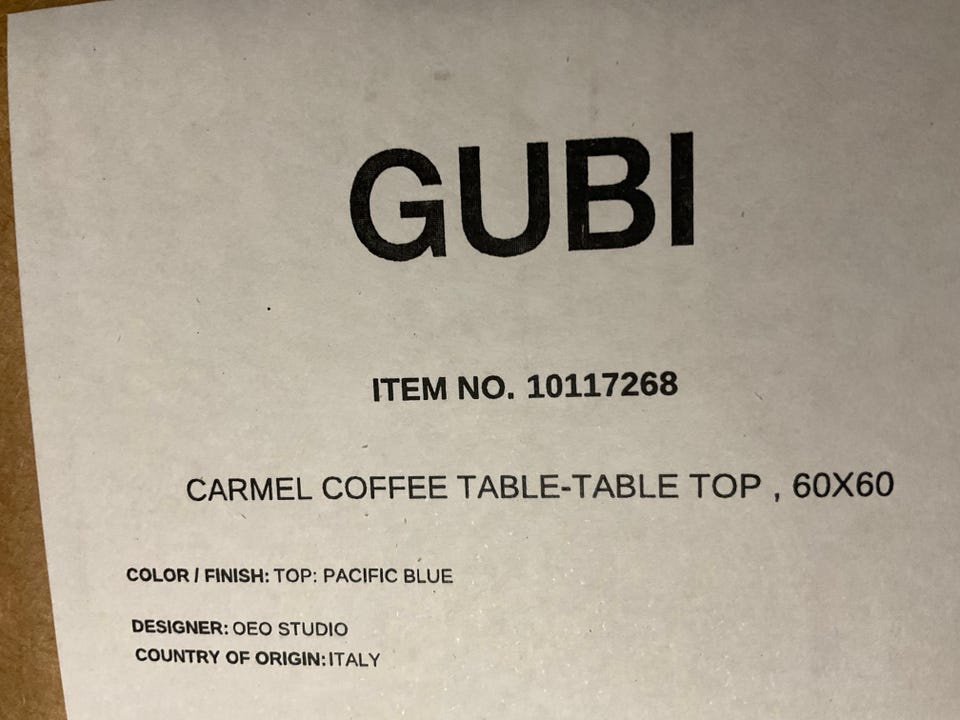 GUBI
ITEM NO. 10117268
CARMEL COFFEE TABLE-TABLE TOP , 60X60
COLOR / FINISH: TOP: PACIFIC BLUE
DESIGNER: OEO STUDIO
COUNTRY OF ORIGIN: ITALY